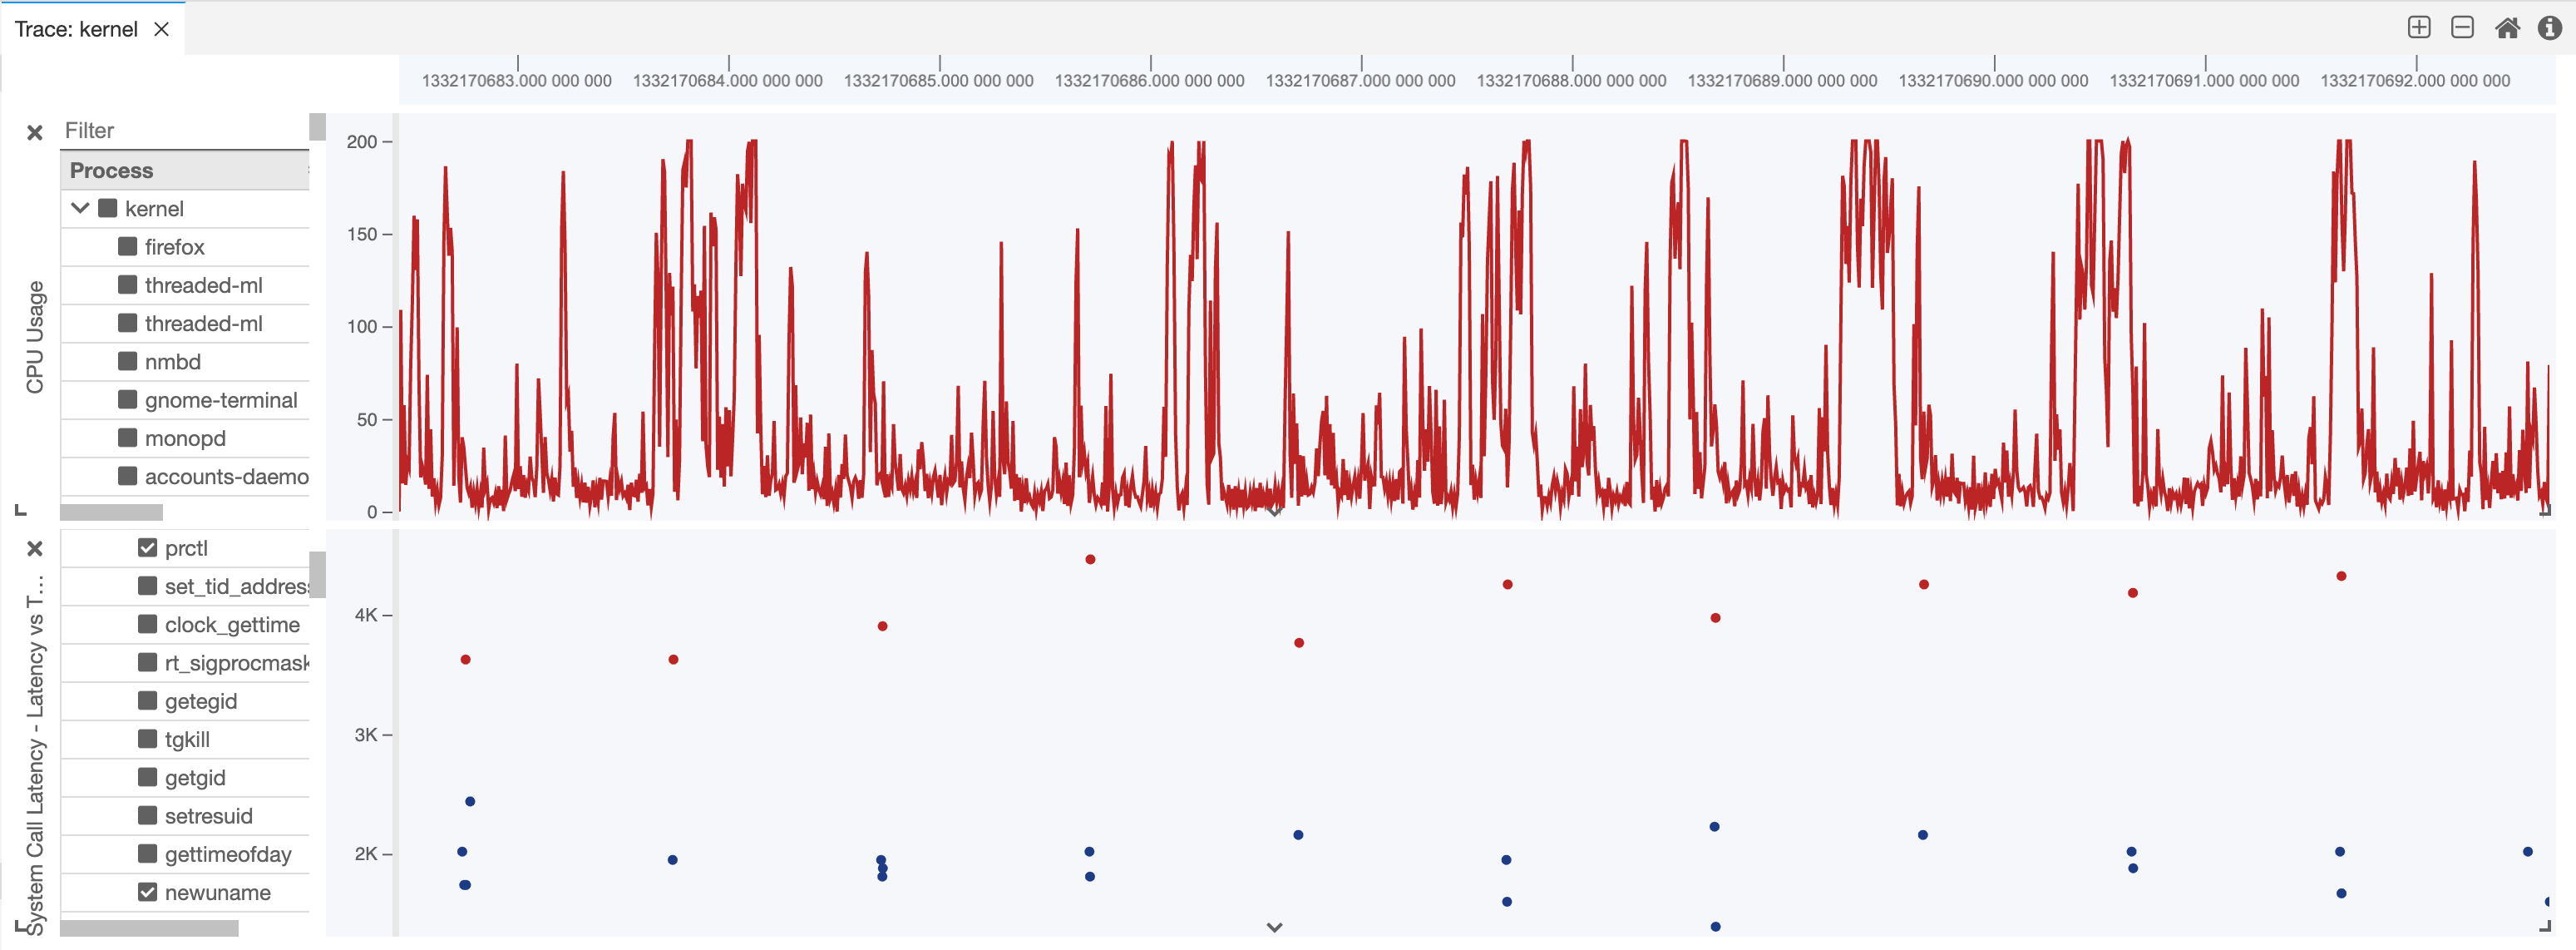 Trace: kernel
1332170683.000 000 000 1332170684.000 000 000 1332170685.000 000 000 1332170686.000 000 000 1332170687.000 000 000 1332170688.000 000 000 1332170689.000 000 000 1332170690.000 000 000 1332170691.000 000 000 1332170692.000 000 000
CPU Usage
Filter
Process
kernel
firefox
threaded-ml
threaded-ml
nmbd
gnome-terminal
monopd
accounts-daemo
200
150
100
50
0
System Call Latency - Latency vs T...
prctl
set_tid_address
clock_gettime
rt_sigprocmask
getegid
tgkill
getgid
setresuid
gettimeofday
newuname
4K
3K
2K